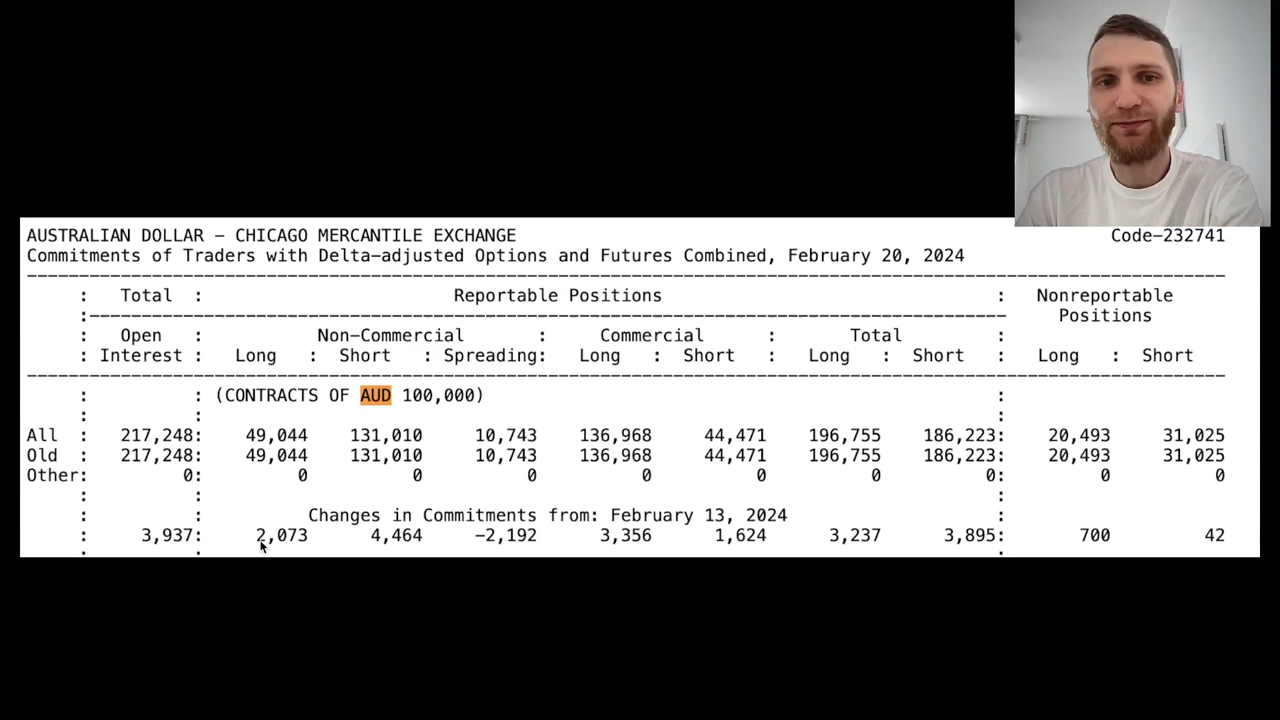 AUSTRALIAN DOLLAR - CHICAGO MERCANTILE EXCHANGE Code-232741
Commitments of Traders with Delta-adjusted Options and Futures Combined, February 20, 2024
: Total : Reportable Positions : Nonreportable
: Positions
: Open : Non-Commercial : Commercial : Total :
: Interest : Long : Short : Spreading: Long : Short : Long : Short : Long : Short
: : (CONTRACTS OF AUD 100,000) :
: : :
All : 217,248: 49,044 131,010 10,743 136,968 44,471 196,755 186,223: 20,493 31,025
Old : 217,248: 49,044 131,010 10,743 136,968 44,471 196,755 186,223: 20,493 31,025
Other: 0: 0 0 0 0 0 0 0: 0 0
: : :
: : Changes in Commitments from: February 13, 2024 :
: 3,937: 2,073 4,464 -2,192 3,356 1,624 3,237 3,895: 700 42